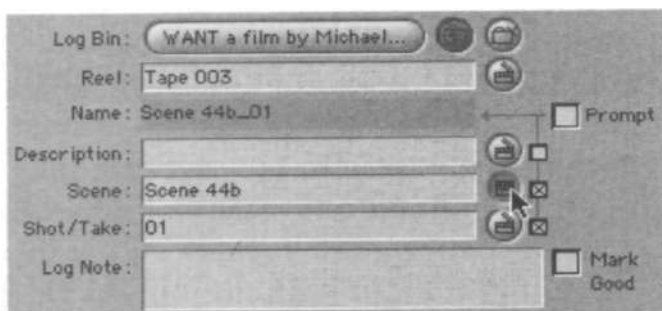 Log Bin: WANT a film by Michael...
Reel: Tape 003
Name: Scene 44b_01 Prompt
Description:
Scene: Scene 44b
Shot/Take: 01
Log Note: Mark
Good